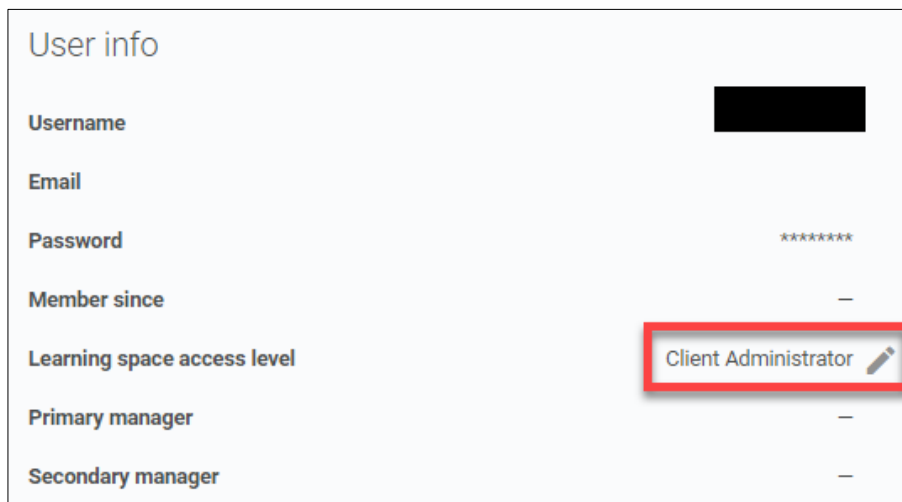 User info
Username
Email
Password ********
Member since –
Learning space access level Client Administrator
Primary manager –
Secondary manager –